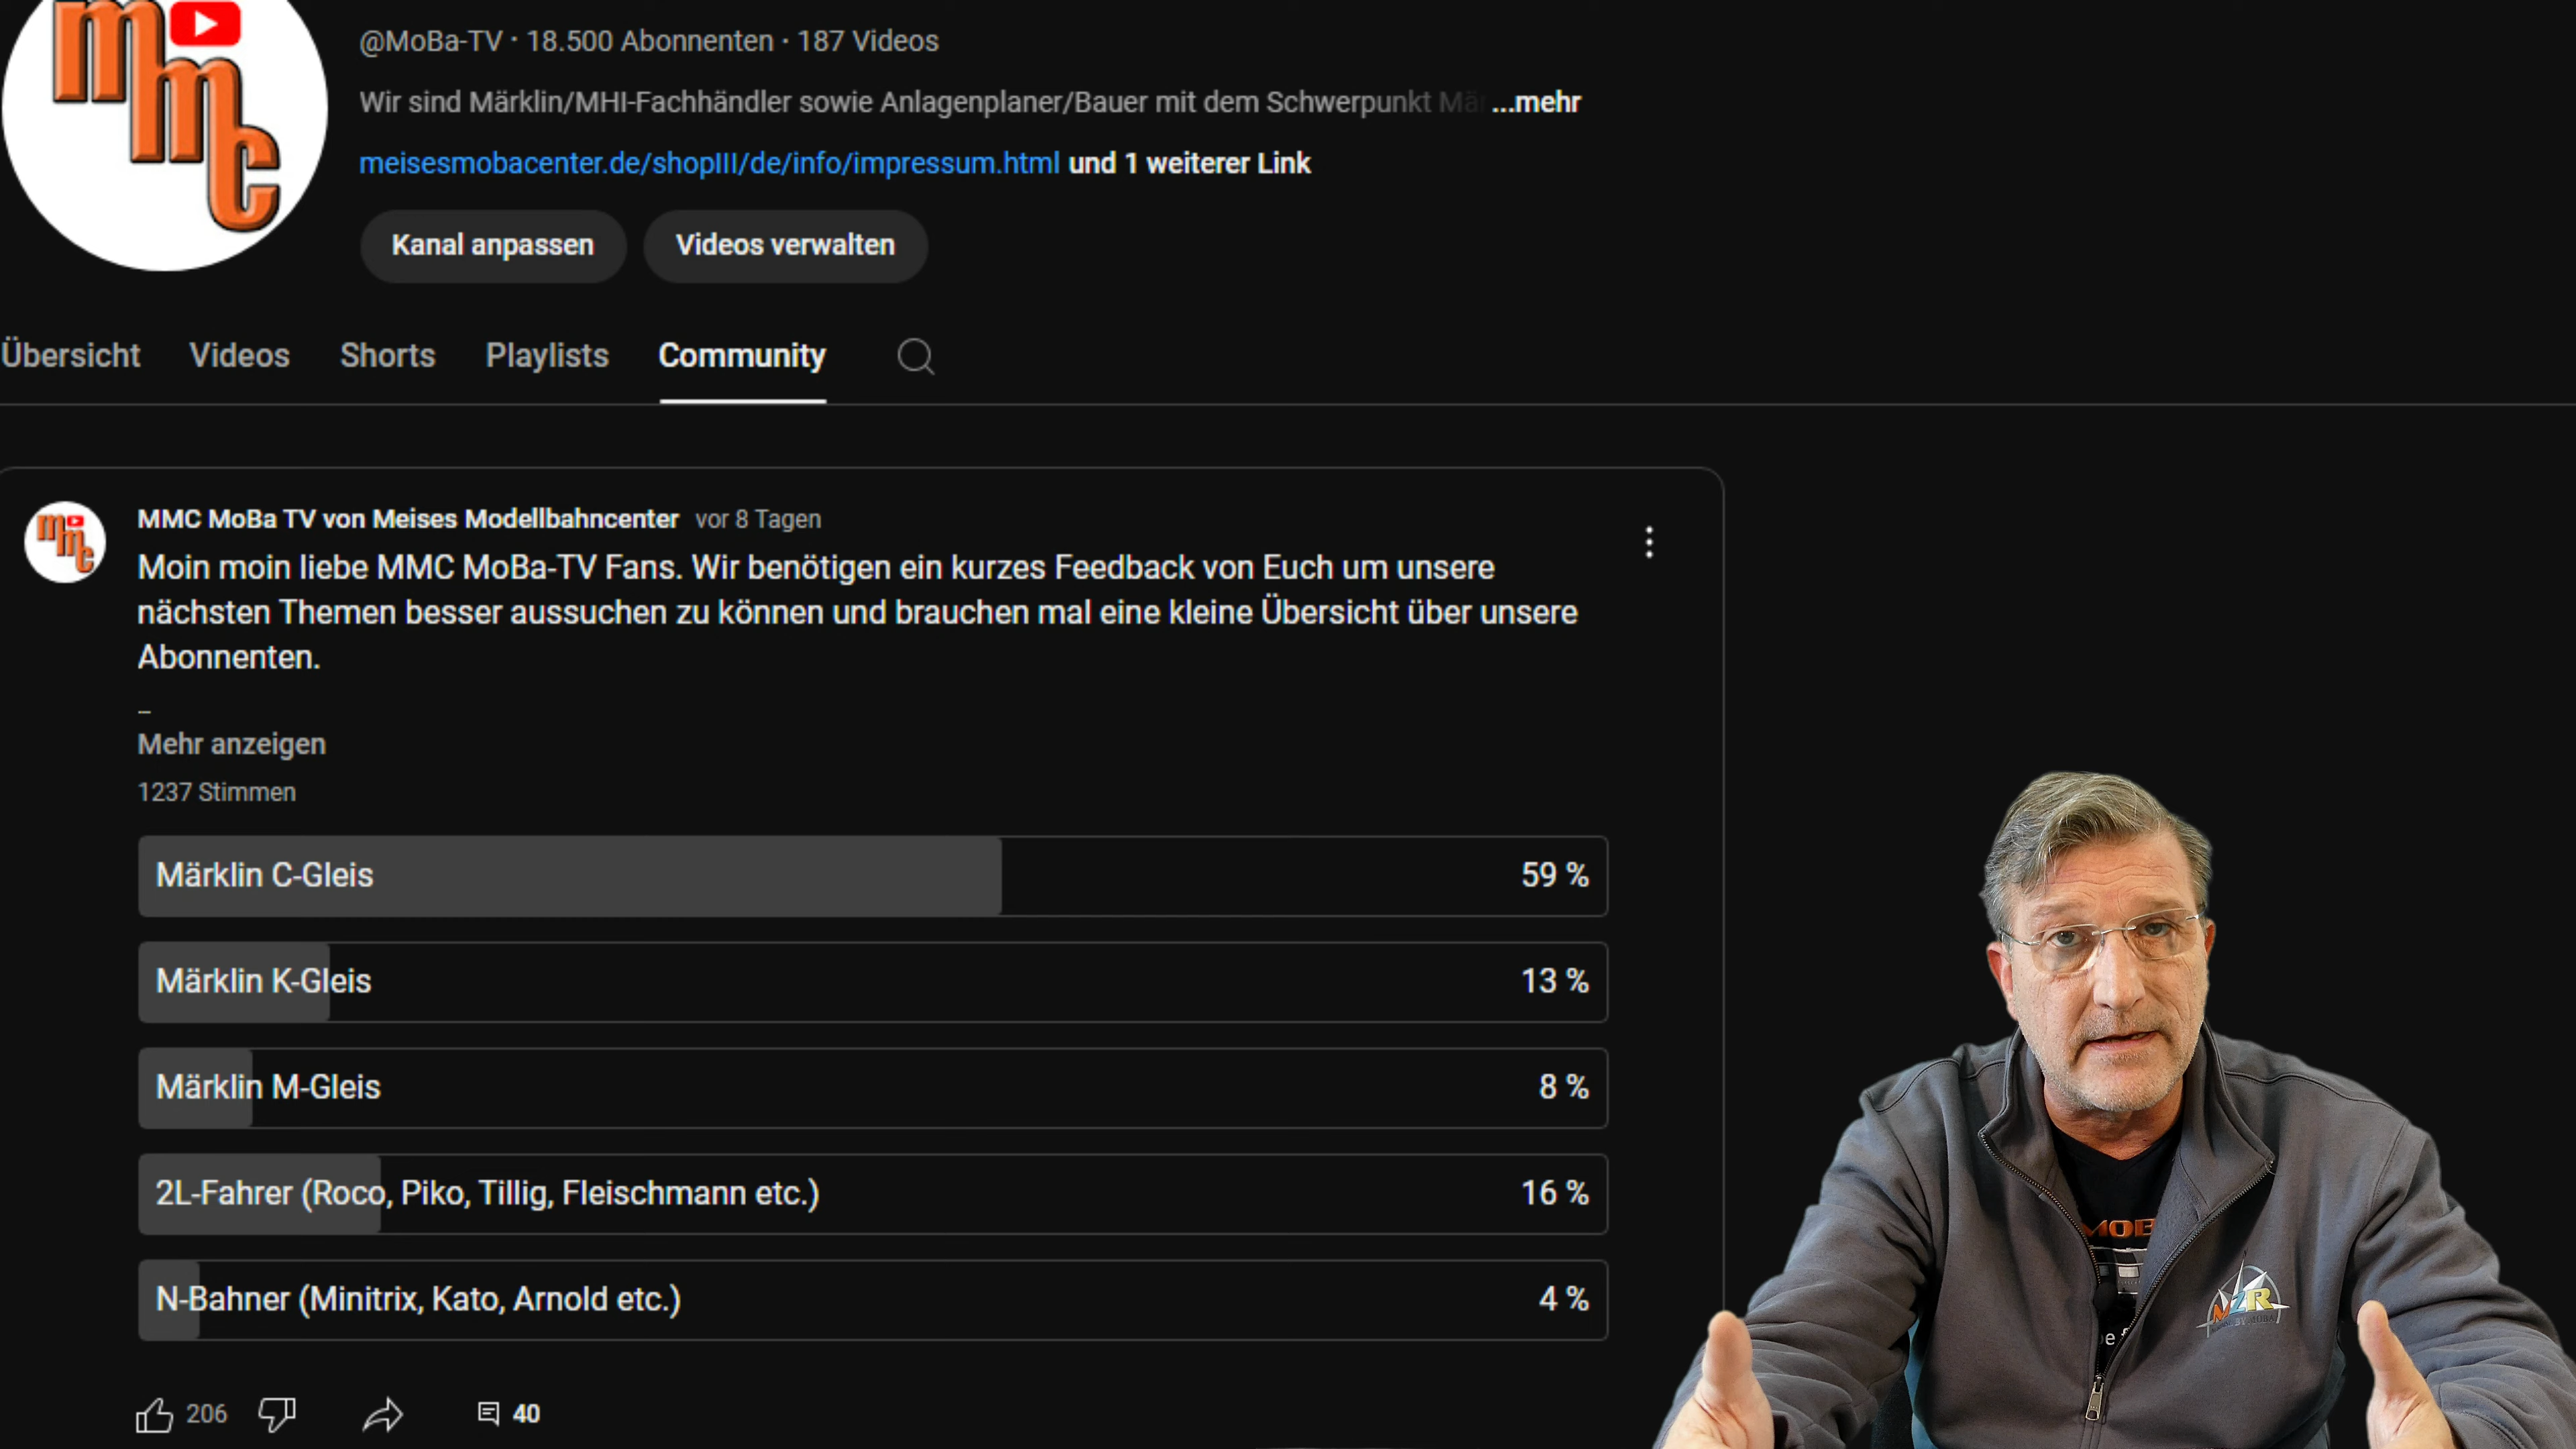 mmc
@MoBa-TV · 18.500 Abonnenten · 187 Videos
Wir sind Märklin/MHI-Fachhändler sowie Anlagenplaner/Bauer mit dem Schwerpunkt Mä ...mehr
meisesmobacenter.de/shopIII/de/info/impressum.html und 1 weiterer Link
Kanal anpassen Videos verwalten
Übersicht Videos Shorts Playlists Community
mmc
MMC MoBa TV von Meises Modellbahncenter vor 8 Tagen
Moin moin liebe MMC MoBa-TV Fans. Wir benötigen ein kurzes Feedback von Euch um unsere
nächsten Themen besser aussuchen zu können und brauchen mal eine kleine Übersicht über unsere
Abonnenten.
_
Mehr anzeigen
1237 Stimmen
Märklin C-Gleis 59 %
Märklin K-Gleis 13 %
Märklin M-Gleis 8 %
2L-Fahrer (Roco, Piko, Tillig, Fleischmann etc.) 16 %
N-Bahner (Minitrix, Kato, Arnold etc.) 4 %
206 40
MOB
MZR